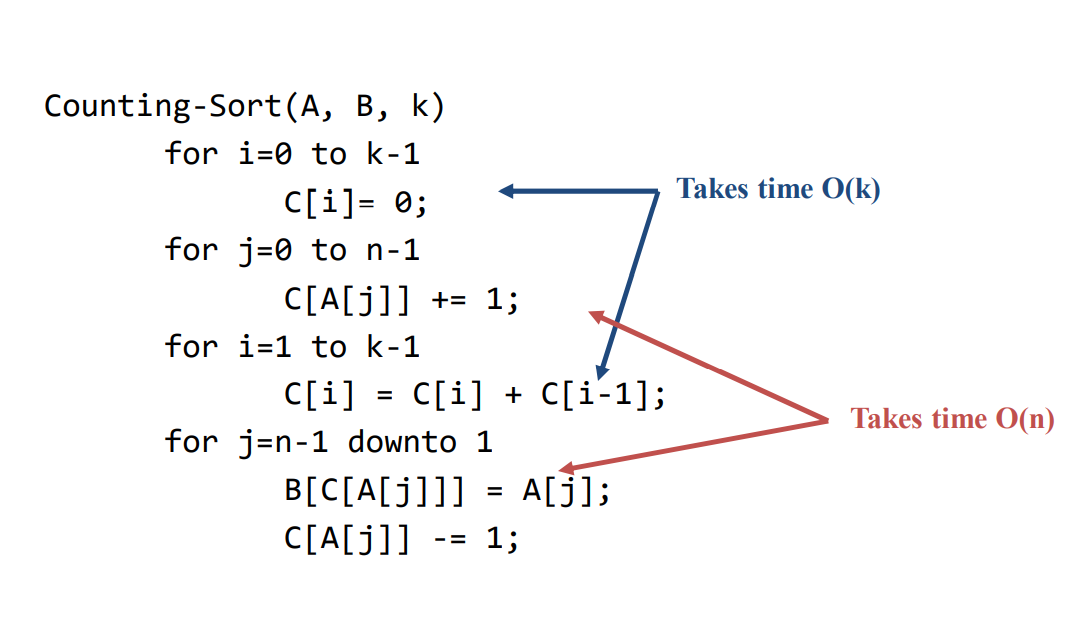 Counting-Sort(A, B, k)
for i=0 to k-1
C[i]= 0;
Takes time O(k)
for j=0 to n-1
C[A[j]] += 1;
for i=1 to k-1
C[i] = C[i] + C[i-1];
Takes time O(n)
for j=n-1 downto 1
B[C[A[j]]] = A[j];
C[A[j]] -= 1;